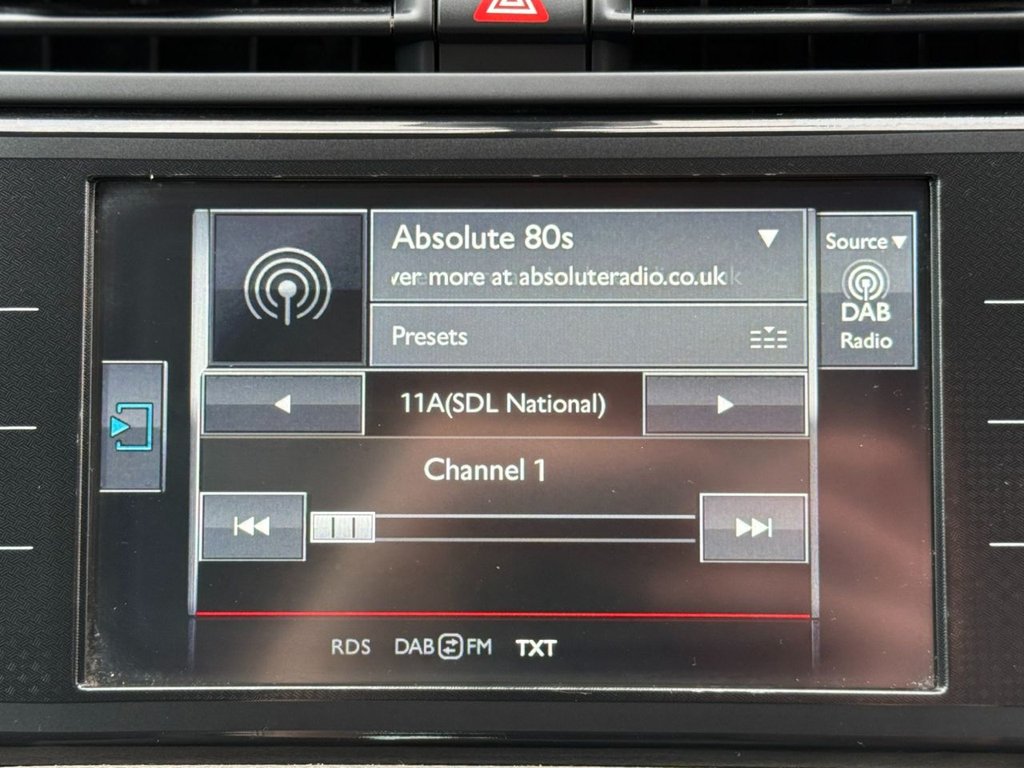 Absolute 80s
ver more at absoluteradio.co.uk
Presets
Source
DAB
Radio
11A(SDL National)
Channel 1
RDS DAB FM TXT